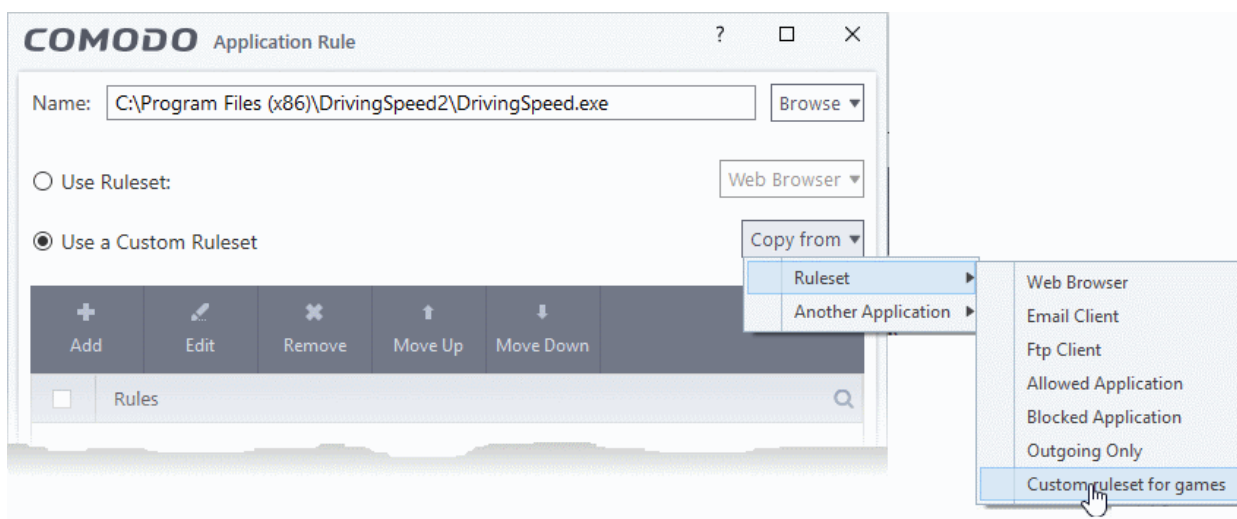 COMODO Application Rule ?
Name: C:\Program Files (x86)\DrivingSpeed2\DrivingSpeed.exe Browse
Use Ruleset: Web Browser
Use a Custom Ruleset Copy from
Ruleset
Another Application
Web Browser
Email Client
Ftp Client
Allowed Application
Blocked Application
Outgoing Only
Custom ruleset for games
Add Edit Remove Move Up Move Down
Rules